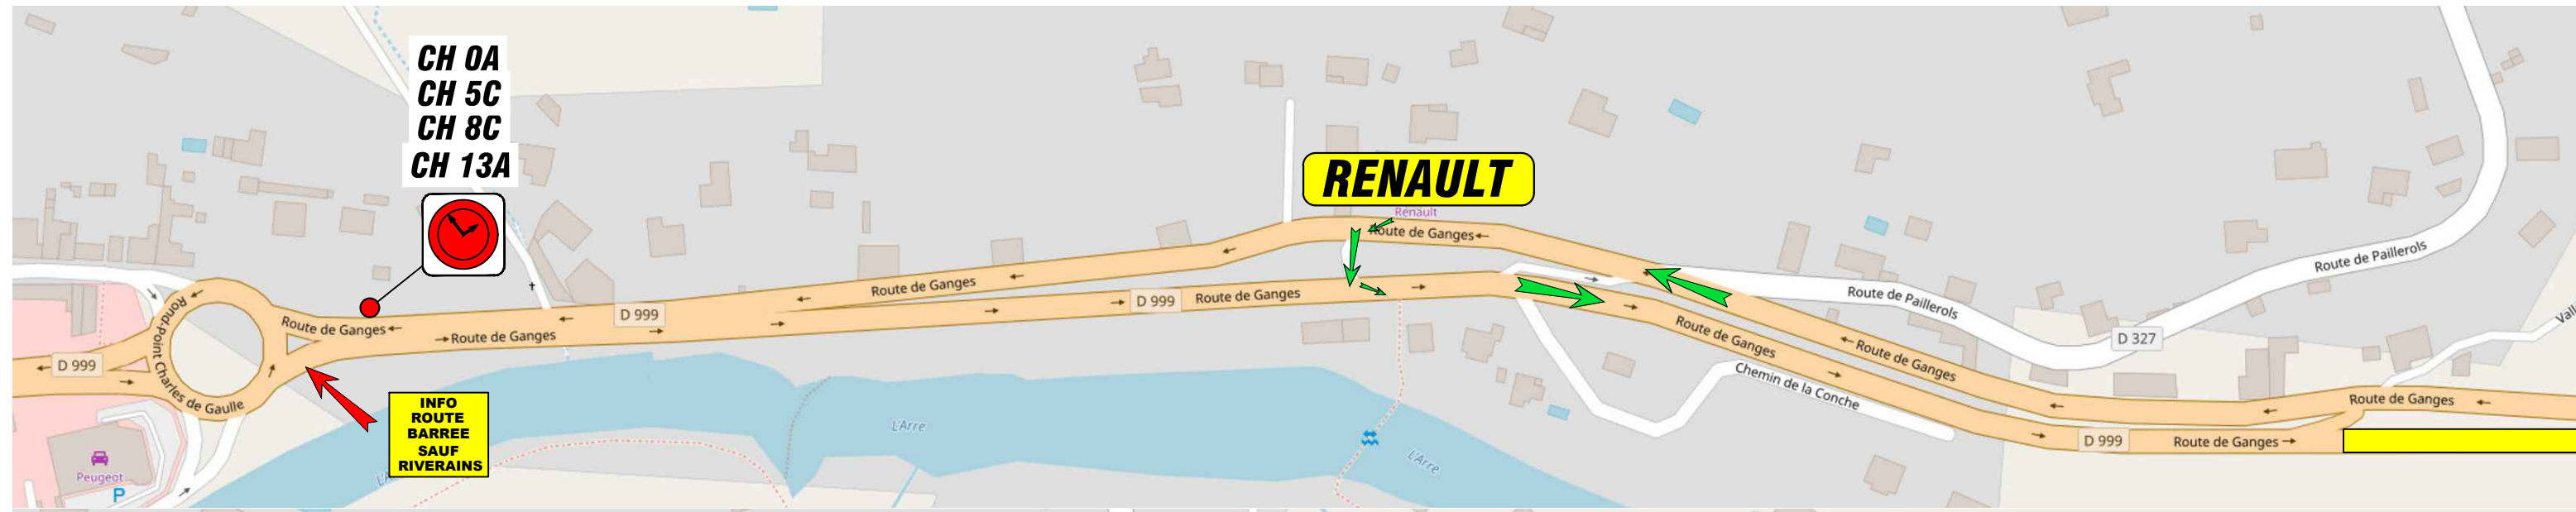 CH 0A
CH 5C
CH 8C
CH 13A
RENAULT
Renault
Route de Ganges
Route de Ganges
D 999
Route de Ganges
D 999
Route de Ganges
Route de Paillerols
Route de Paillerols
D 327
Route de Ganges
Route de Ganges
Rond-Point Charles de Gaulle
D 999
Route de Ganges
Route de Ganges
Chemin de la Conche
Route de Ganges
D 999
Route de Ganges
INFO
ROUTE
BARREE
SAUF
RIVERAINS
L'Arre
L'Arre
Peugeot
P